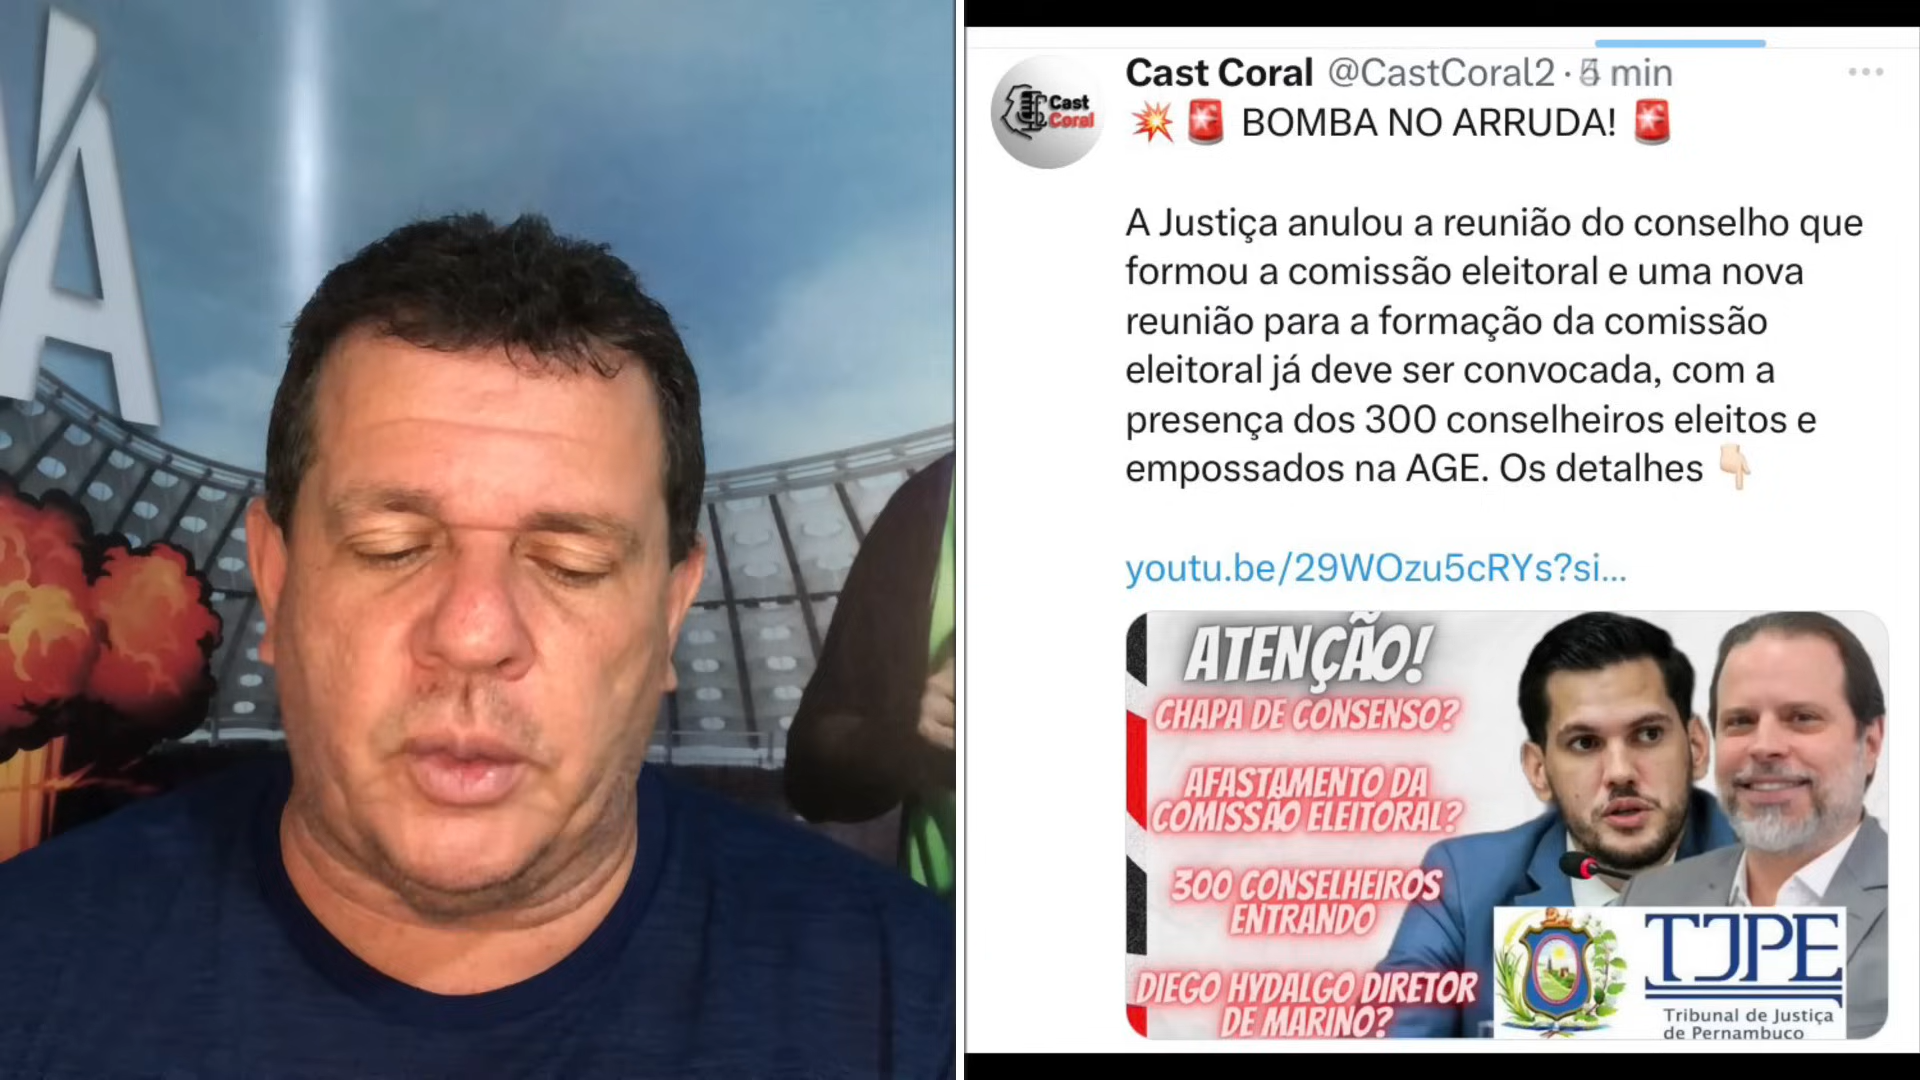 A
Cast Coral @CastCoral2 · min
💥🚨 BOMBA NO ARRUDA! 🚨
A Justiça anulou a reunião do conselho que
formou a comissão eleitoral e uma nova
reunião para a formação da comissão
eleitoral já deve ser convocada, com a
presença dos 300 conselheiros eleitos e
empossados na AGE. Os detalhes 👇🏻
youtu.be/29WOzu5cRYs?si...
Cast
Coral
ATENÇÃO!
CHAPA DE CONSENSO?
AFASTAMENTO DA
COMISSÃO ELEITORAL?
300 CONSELHEIROS
ENTRANDO
DIEGO HYDALGO DIRETOR
DE MARINO?
TJPE
Tribunal de Justiça
de Pernambuco